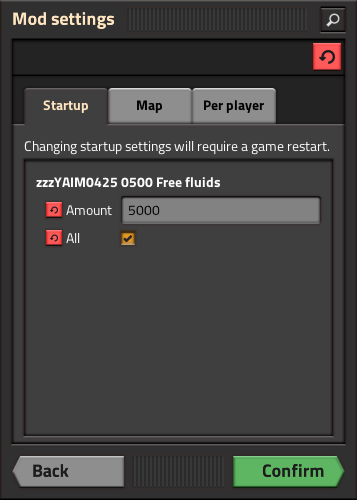 Mod settings
Startup
Map
Per player
Changing startup settings will require a game restart.
zzzYAIM0425 0500 Free fluids
Amount
5000
All
Back
Confirm